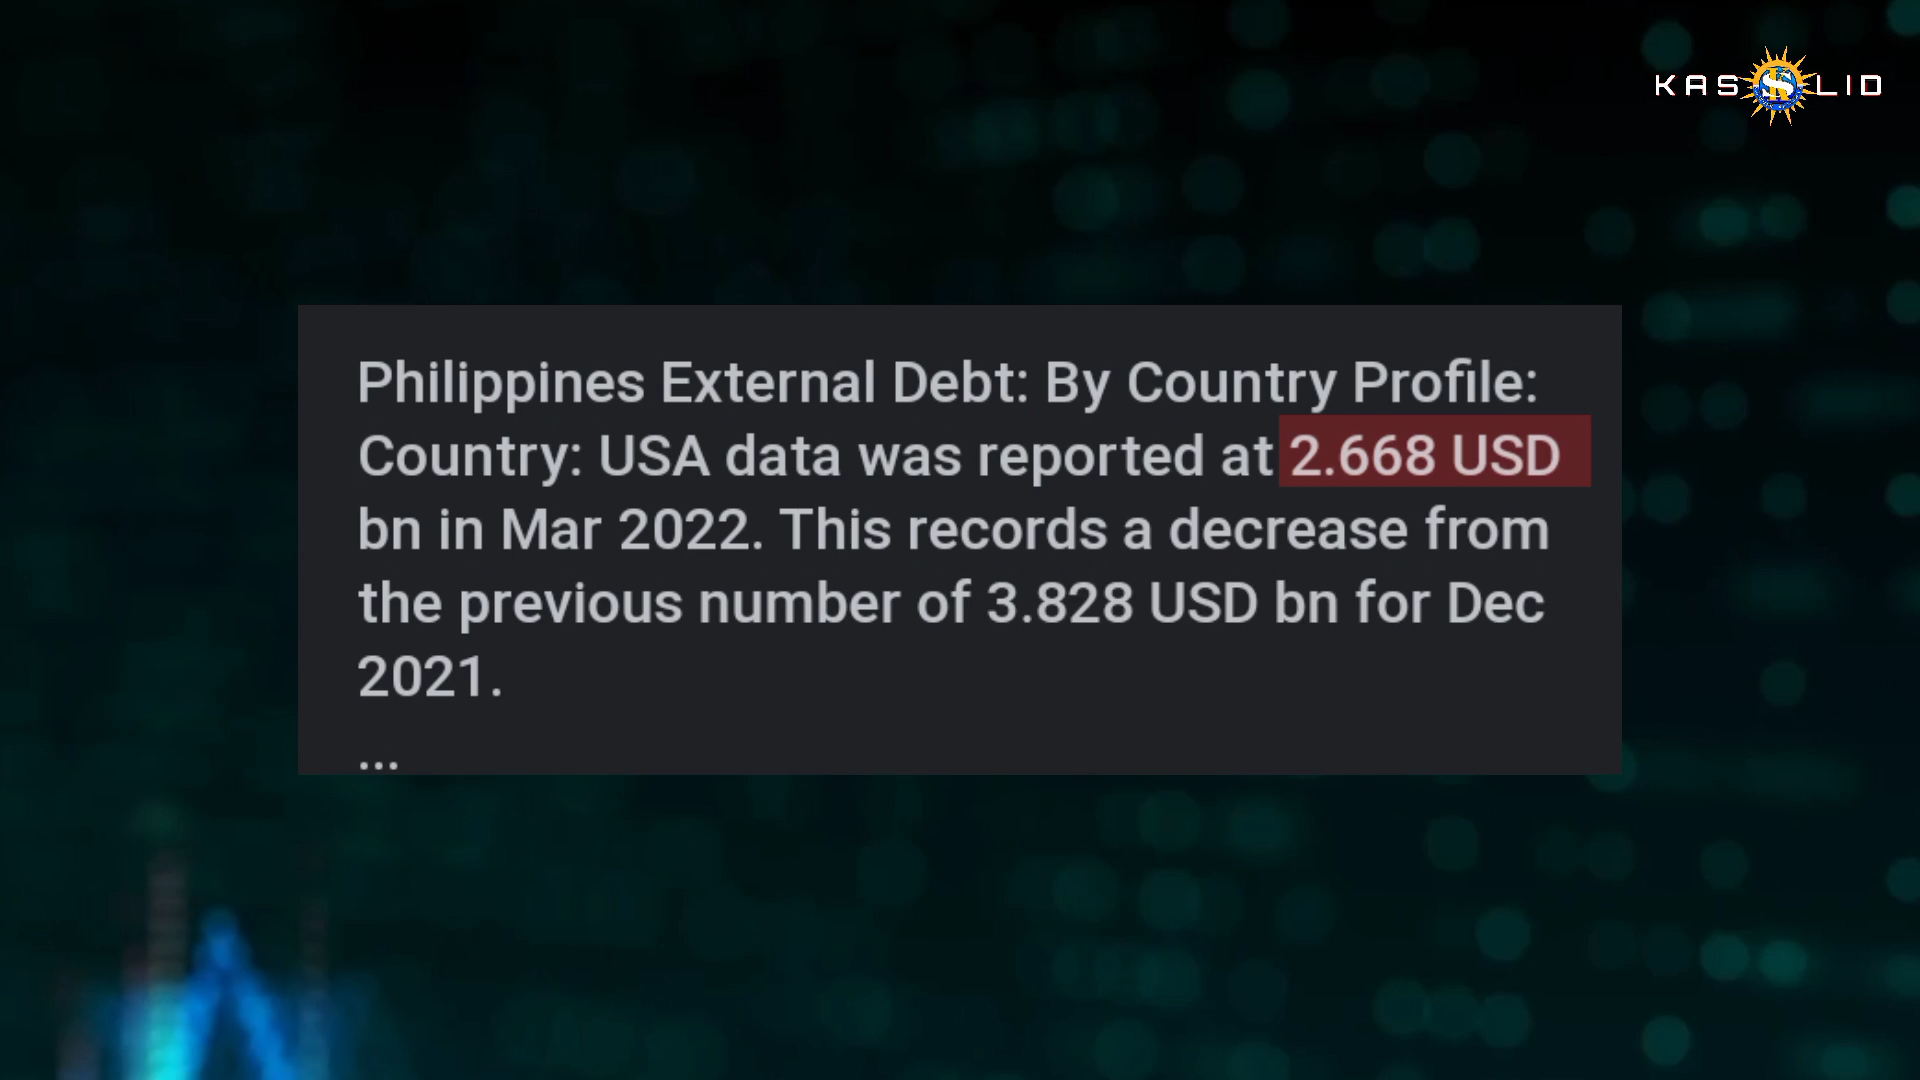 KAS LID
Philippines External Debt: By Country Profile:
Country: USA data was reported at 2.668 USD
bn in Mar 2022. This records a decrease from
the previous number of 3.828 USD bn for Dec
2021.
...